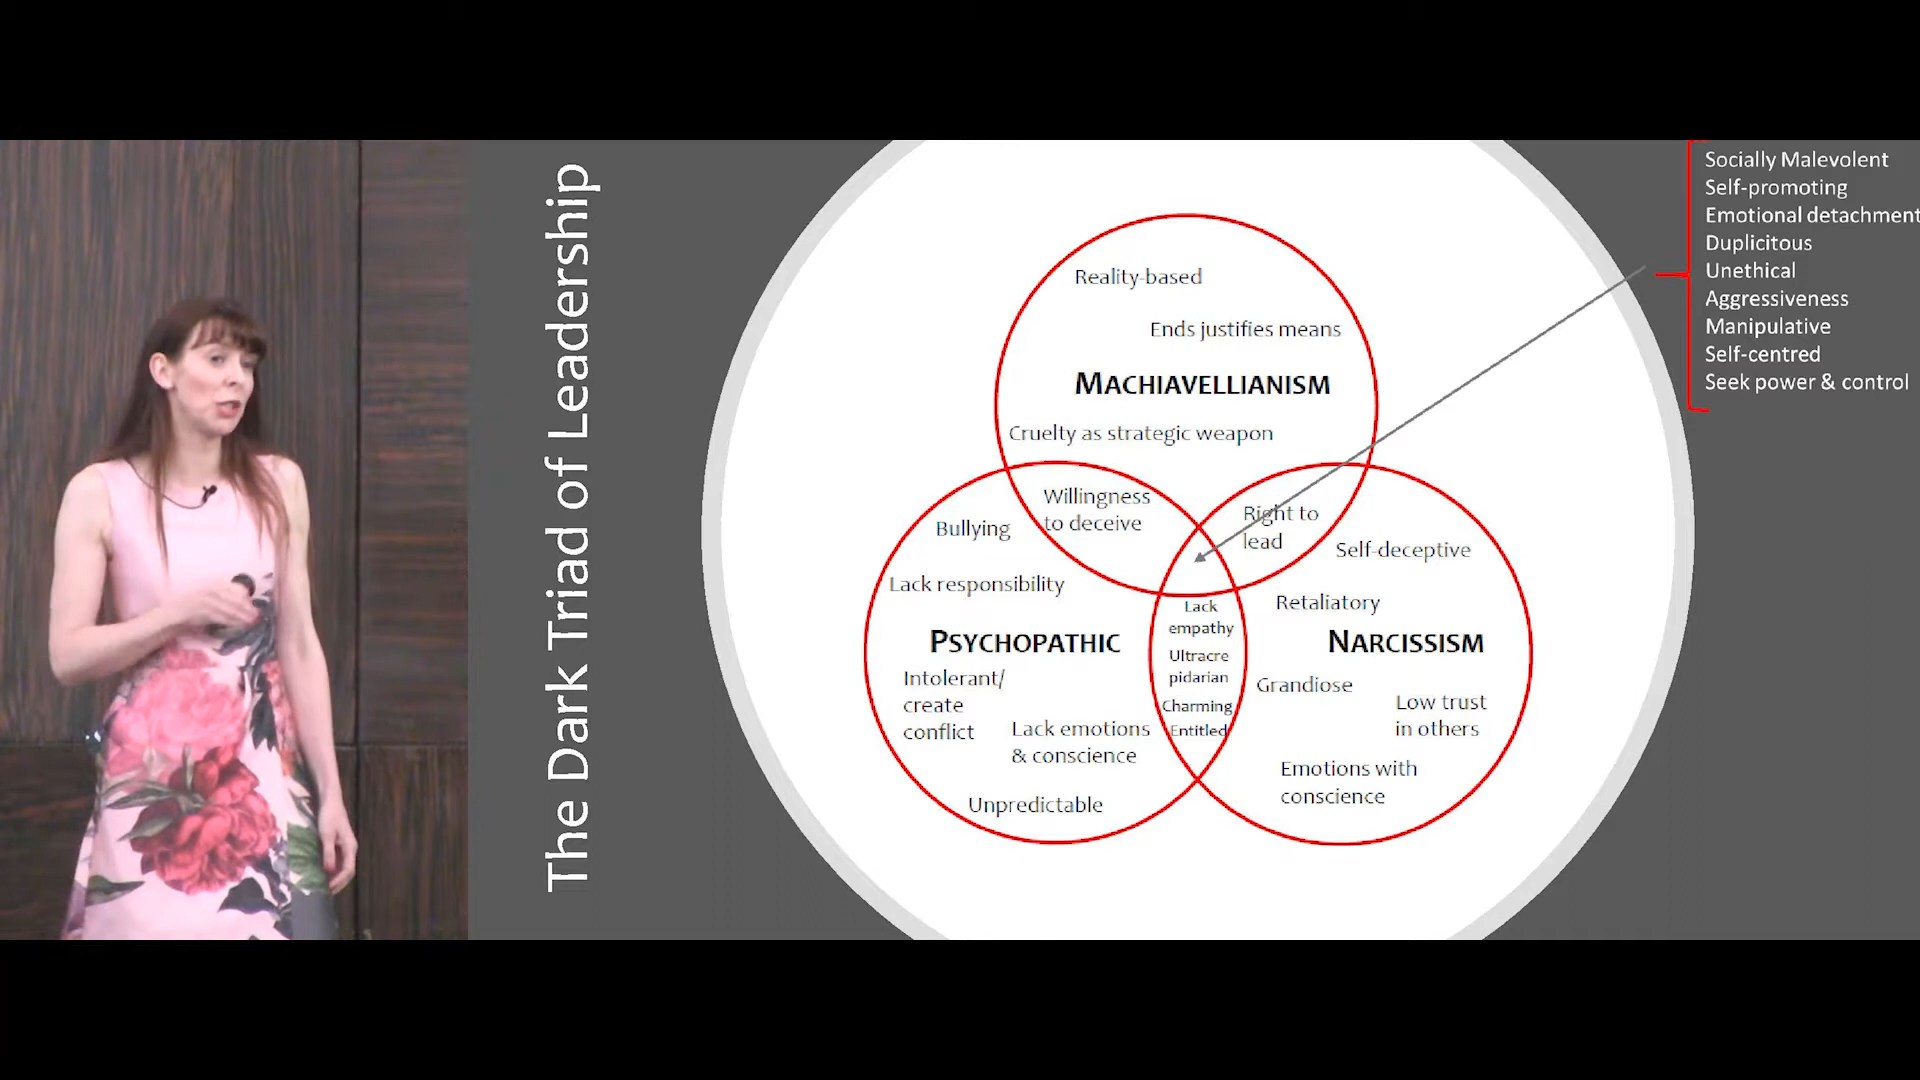 The Dark Triad of Leadership
Reality-based
Ends justifies means
MACHIAVELLIANISM
Cruelty as strategic weapon
Willingness
to deceive
Right to
lead
Bullying
Lack responsibility
PSYCHOPATHIC
Intolerant/
create
conflict
Lack emotions
& conscience
Unpredictable
Lack
empathy
Ultracre
pidarian
Charming
Entitled
Self-deceptive
Retaliatory
NARCISSISM
Grandiose
Low trust
in others
Emotions with
conscience
Socially Malevolent
Self-promoting
Emotional detachment
Duplicitous
Unethical
Aggressiveness
Manipulative
Self-centred
Seek power & control